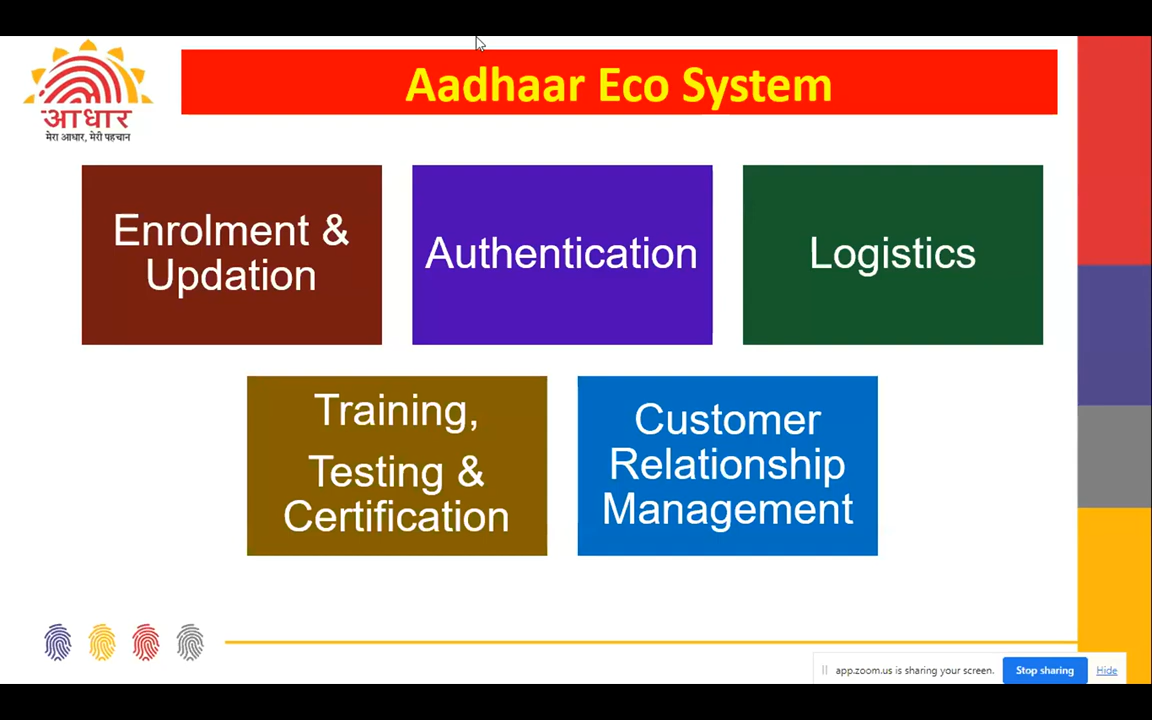 आधार
मेरा आधार, मेरी पहचान
Aadhaar Eco System
Enrolment &
Updation
Authentication
Logistics
Training,
Testing &
Certification
Customer
Relationship
Management
app.zoom.us is sharing your screen.
Stop sharing
Hide